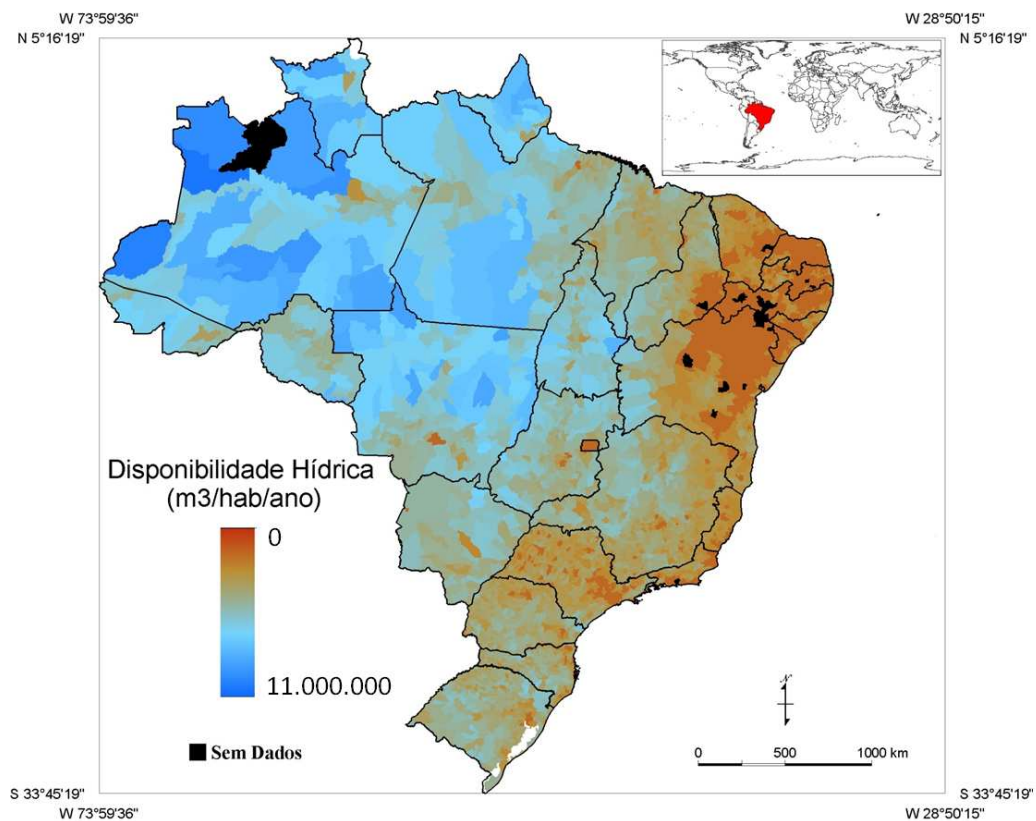 W 73°59'36"
W 28°50'15"
N 5°16'19"
N 5°16'19"
Disponibilidade Hídrica
(m3/hab/ano)
0
11.000.000
Sem Dados
N
0 500 1000 km
S 33°45'19"
S 33°45'19"
W 73°59'36"
W 28°50'15"